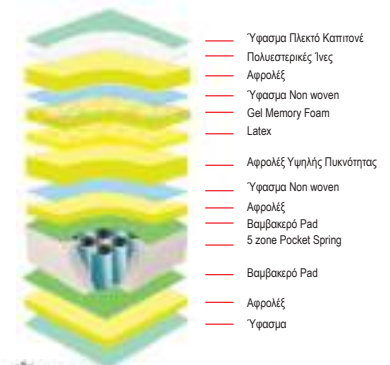 Ύφασμα Πλεκτό Καπιτονέ
Πολυεστερικές Ίνες
Αφρολέξ
Ύφασμα Non woven
Gel Memory Foam
Latex
Αφρολέξ Υψηλής Πυκνότητας
Ύφασμα Non woven
Αφρολέξ
Βαμβακερό Pad
5 zone Pocket Spring
Βαμβακερό Pad
Αφρολέξ
Ύφασμα